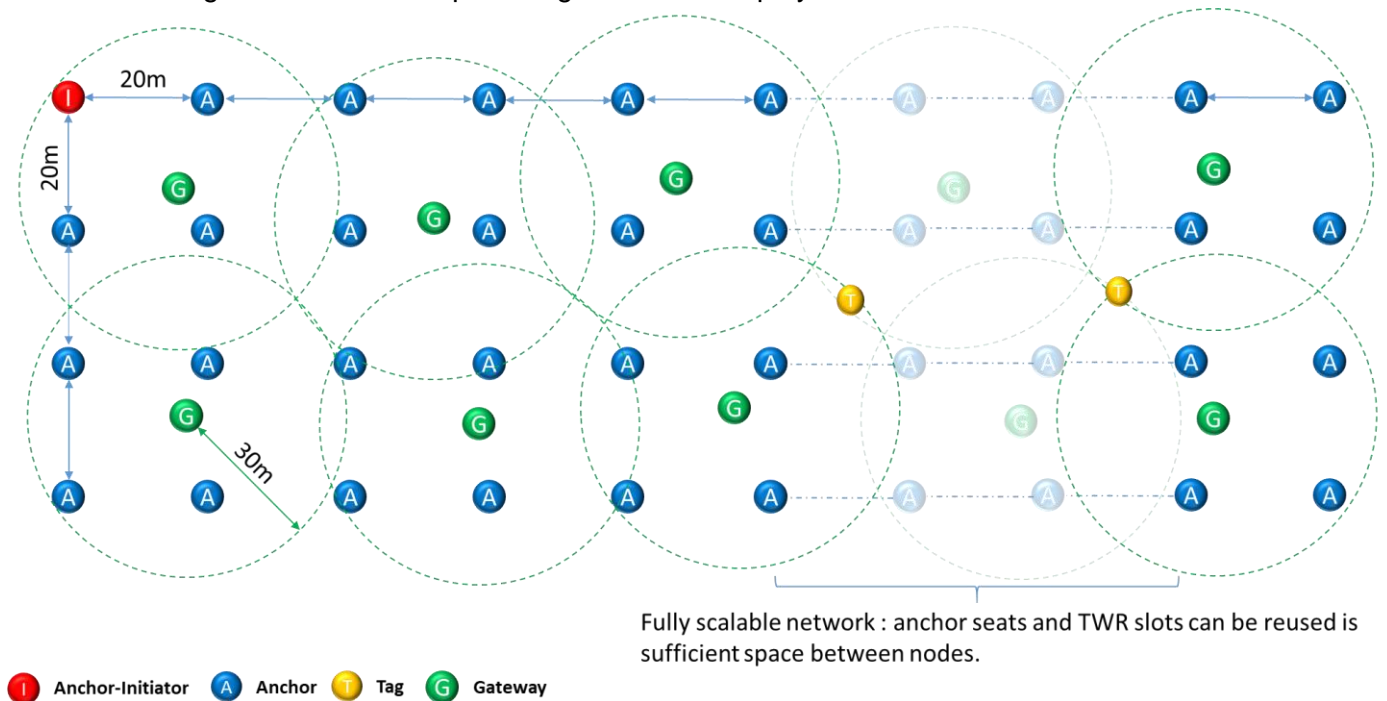 20m
I A A A A A A A A A
20m
G G G G G
A A A A A A A A A A
T T
A A A A A A A A A A
G G G G G
30m
A A A A A A A A A A
Fully scalable network : anchor seats and TWR slots can be reused is
sufficient space between nodes.
I Anchor-Initiator A Anchor T Tag G Gateway